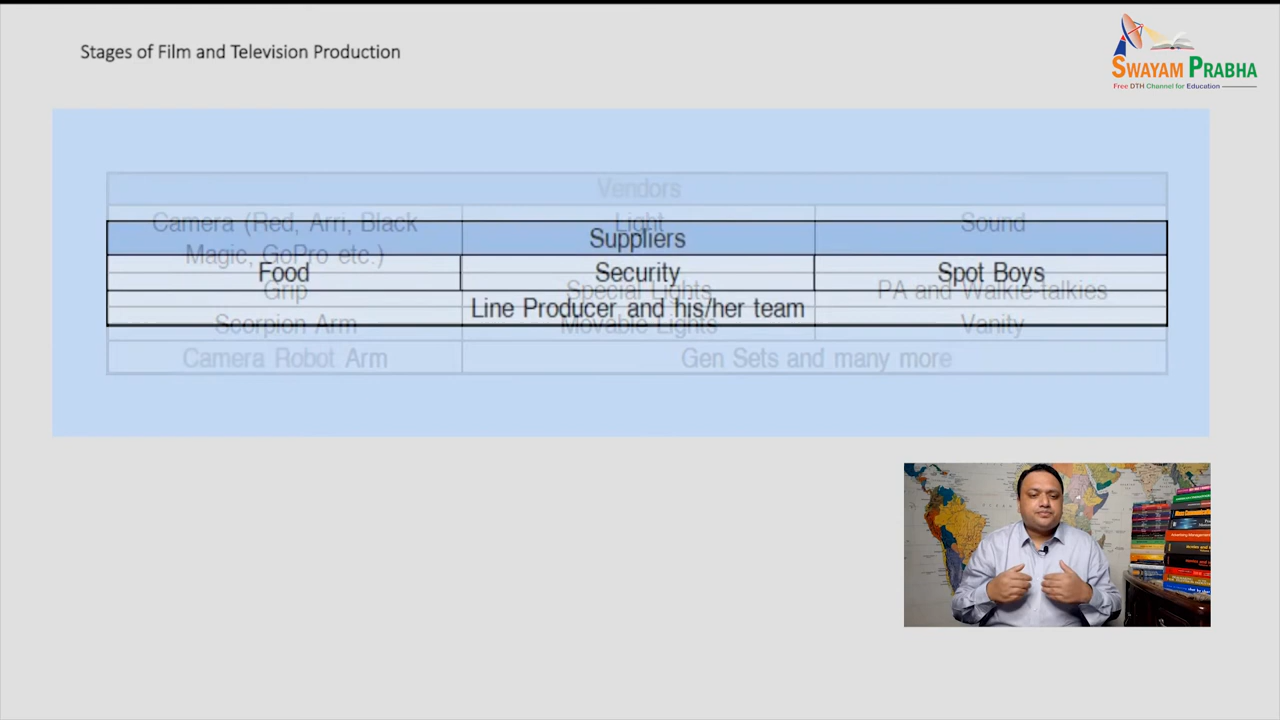 Stages of Film and Television Production
SWAYAM PRABHA
Free DTH Channel for Education
Vendors
Camera (Red, Arri, Black Magic, GoPro etc.)
Light
Sound
Suppliers
Food
Security
Spot Boys
Grip
Special Lights
PA and Walkie-talkies
Line Producer and his/her team
Scorpion Arm
Movable Lights
Vanity
Camera Robot Arm
Gen Sets and many more